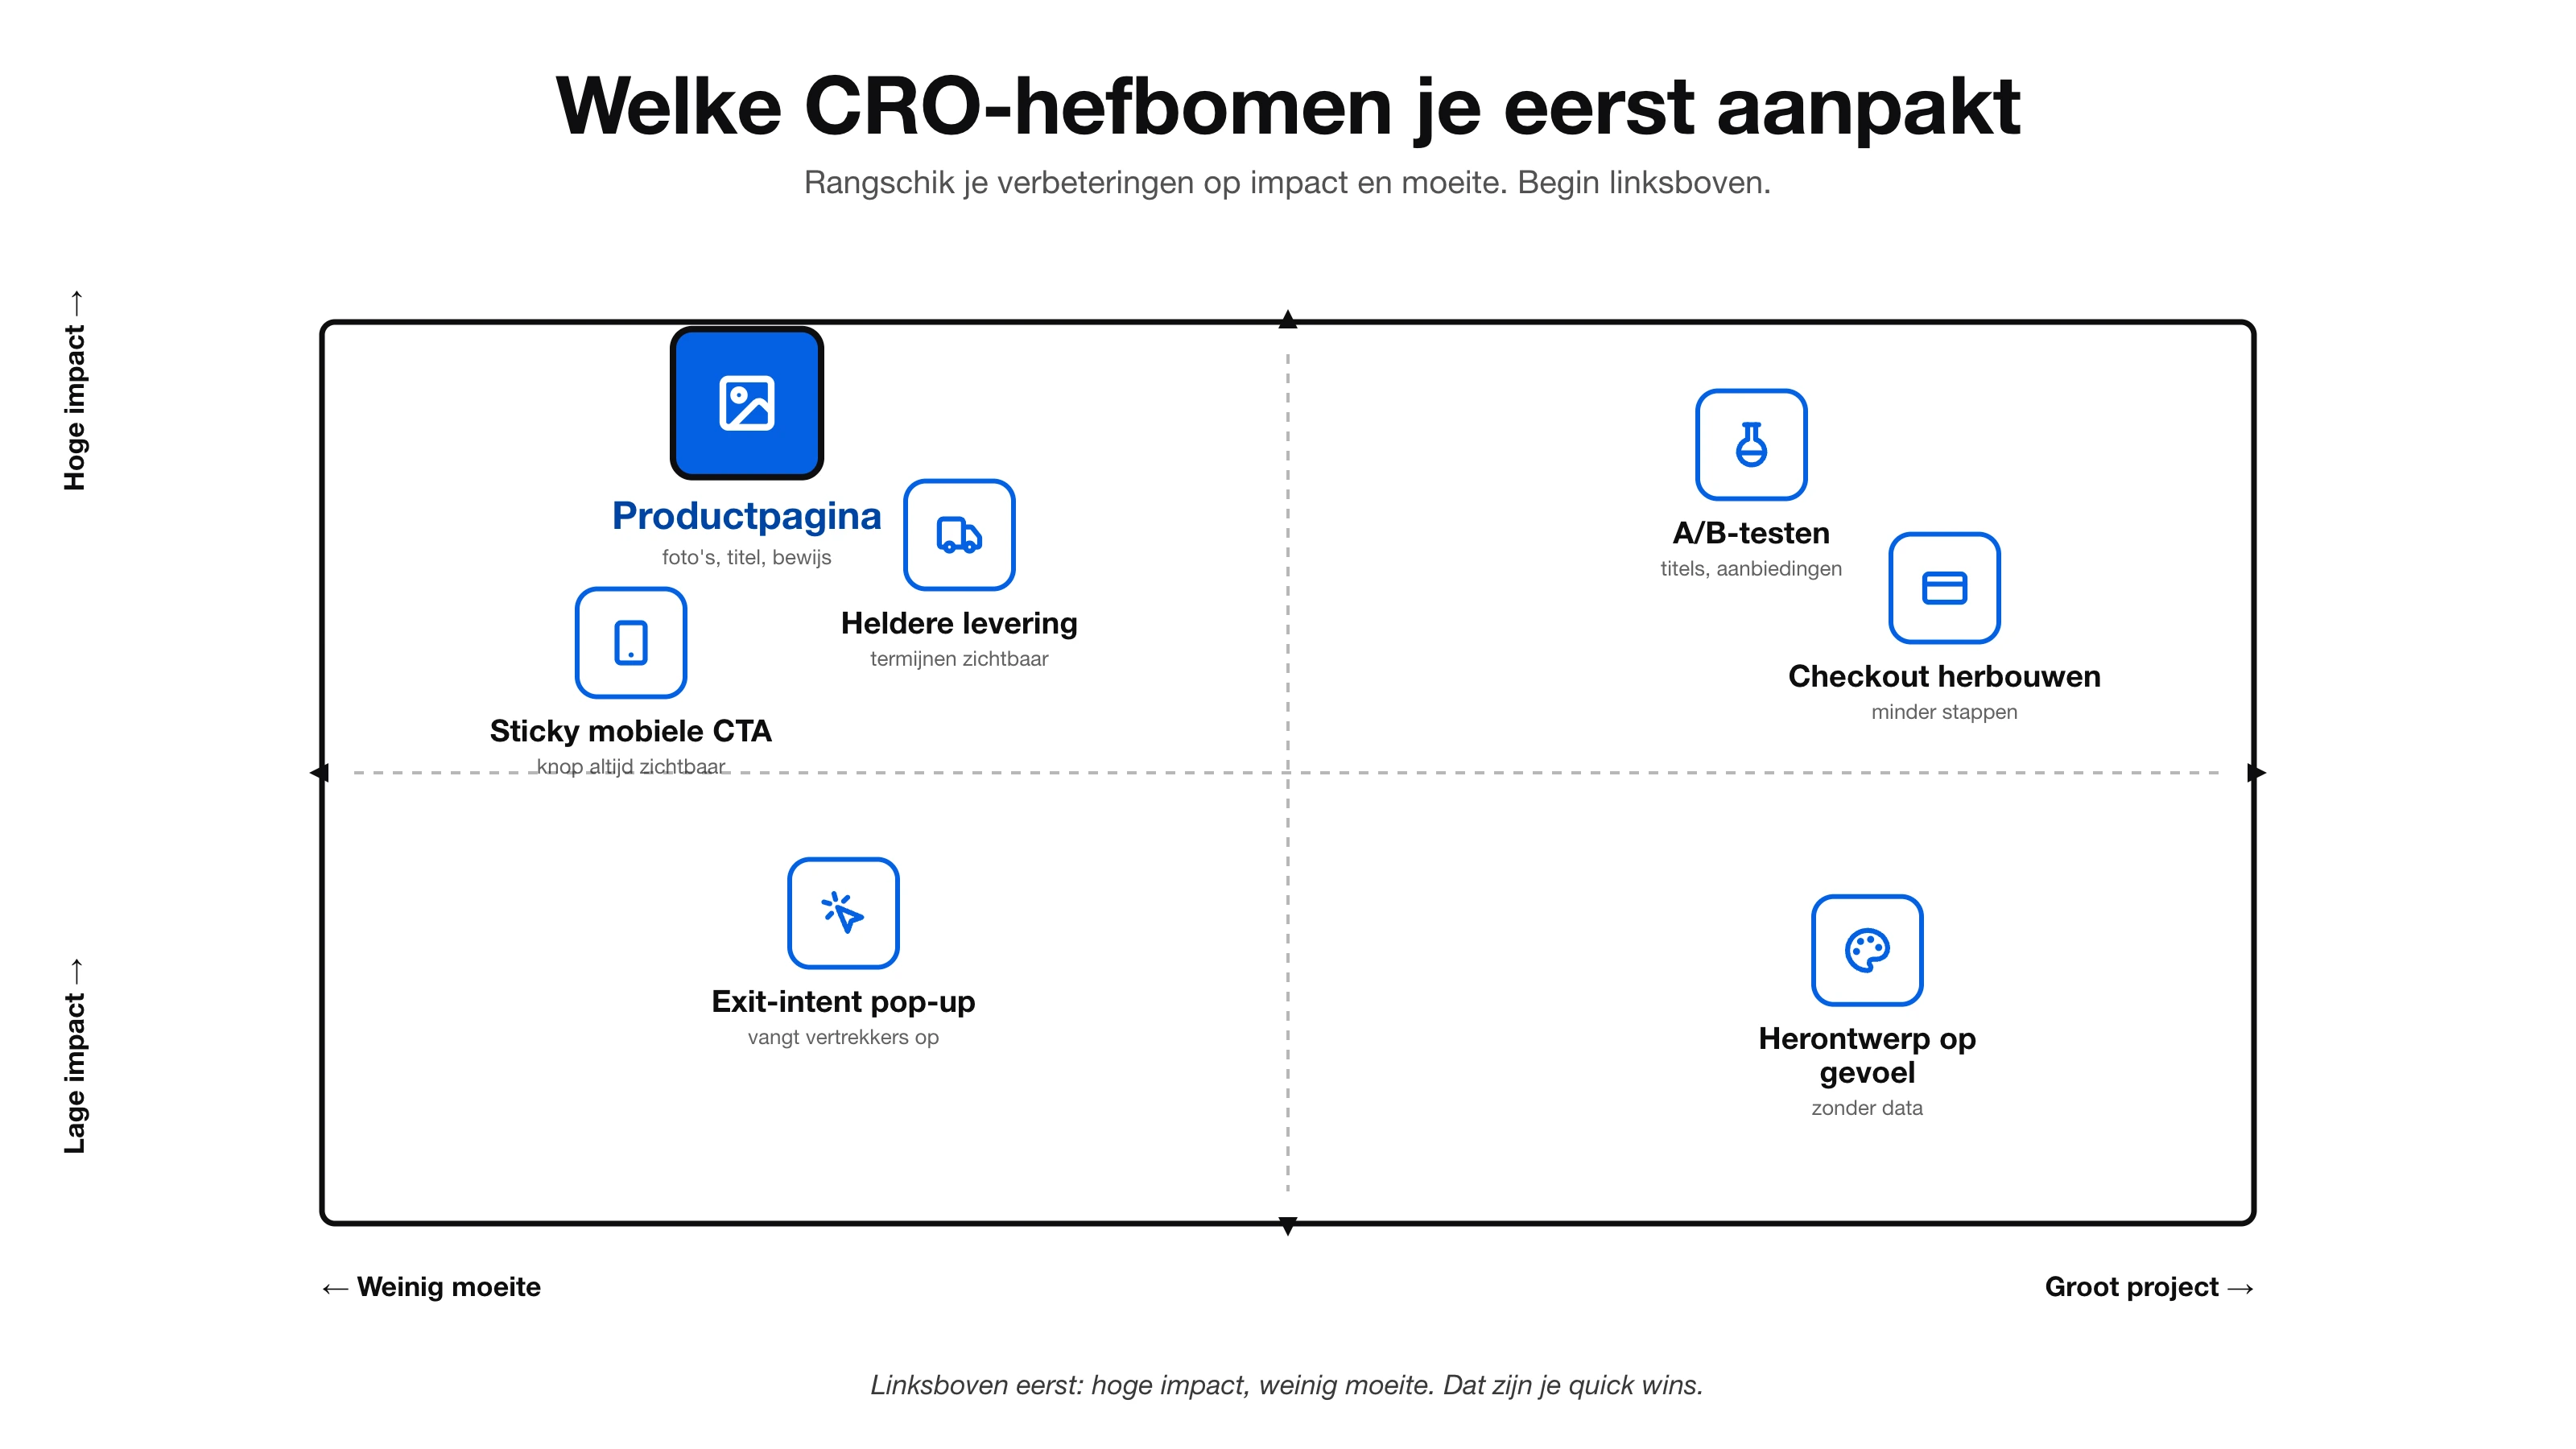 Welke CRO-hefbomen je eerst aanpakt
Rangschik je verbeteringen op impact en moeite. Begin linksboven.
Hoge impact →
Productpagina
foto's, titel, bewijs
Heldere levering
termijnen zichtbaar
Sticky mobiele CTA
knop altijd zichtbaar
A/B-testen
titels, aanbiedingen
Checkout herbouwen
minder stappen
Lage impact →
Exit-intent pop-up
vangt vertrekkers op
Herontwerp op
gevoel
zonder data
← Weinig moeite
Groot project →
Linksboven eerst: hoge impact, weinig moeite. Dat zijn je quick wins.